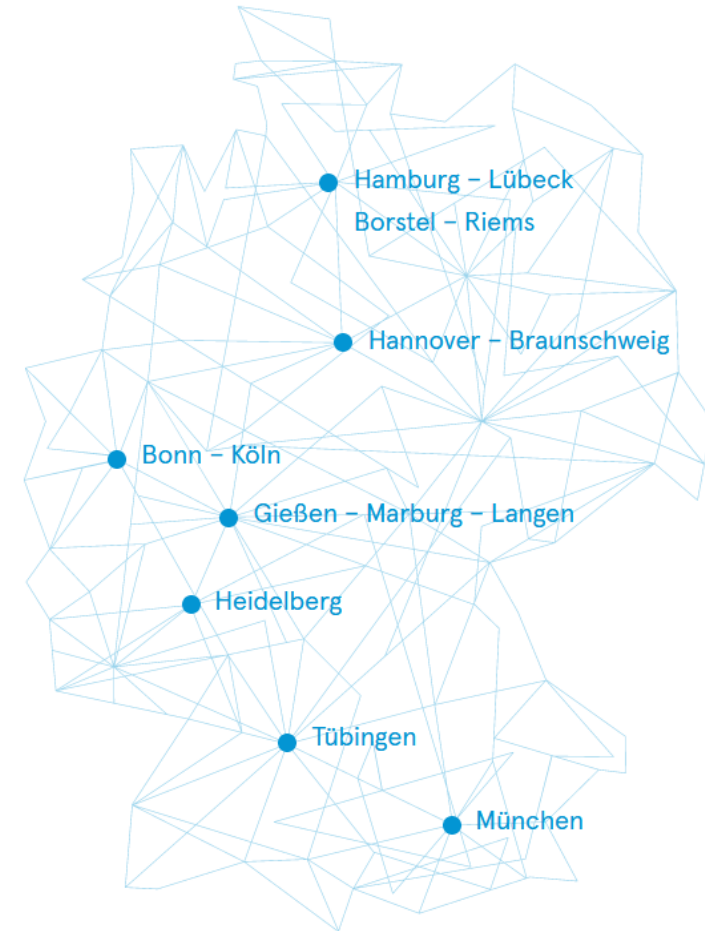 Hamburg – Lübeck
Borstel – Riems
Hannover – Braunschweig
Bonn – Köln
Gießen – Marburg – Langen
Heidelberg
Tübingen
München